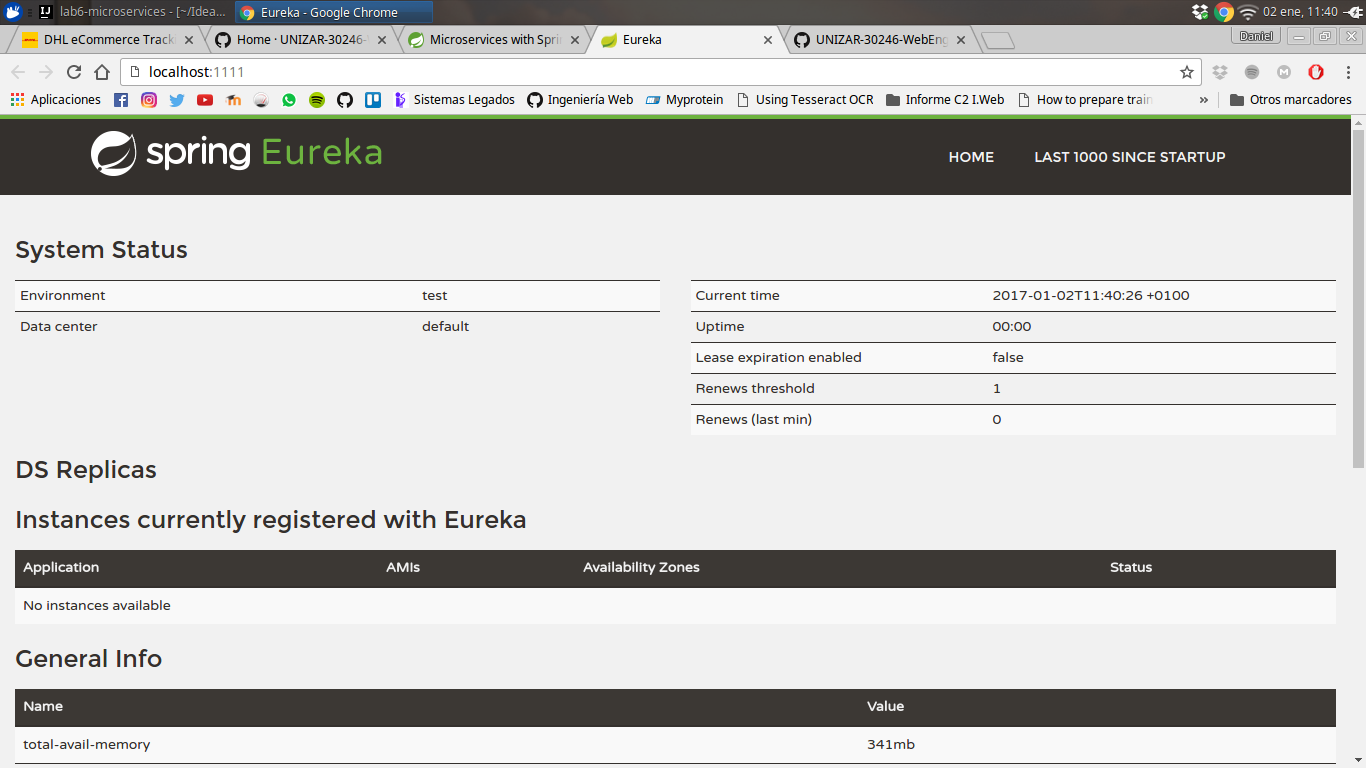 lab6-microservices - [~/Idea...
Eureka - Google Chrome
02 ene, 11:40
DHL eCommerce Track
Home · UNIZAR-30246-
Microservices with Spri
Eureka
UNIZAR-30246-WebEng
Daniel
localhost:1111
Aplicaciones
Sistemas Legados
Ingeniería Web
Myprotein
Using Tesseract OCR
Informe C2 I.Web
How to prepare train
»
Otros marcadores
spring Eureka
HOME
LAST 1000 SINCE STARTUP
System Status
Environment test
Data center default
Current time 2017-01-02T11:40:26 +0100
Uptime 00:00
Lease expiration enabled false
Renews threshold 1
Renews (last min) 0
DS Replicas
Instances currently registered with Eureka
Application AMIs Availability Zones Status
No instances available
General Info
Name Value
total-avail-memory 341mb